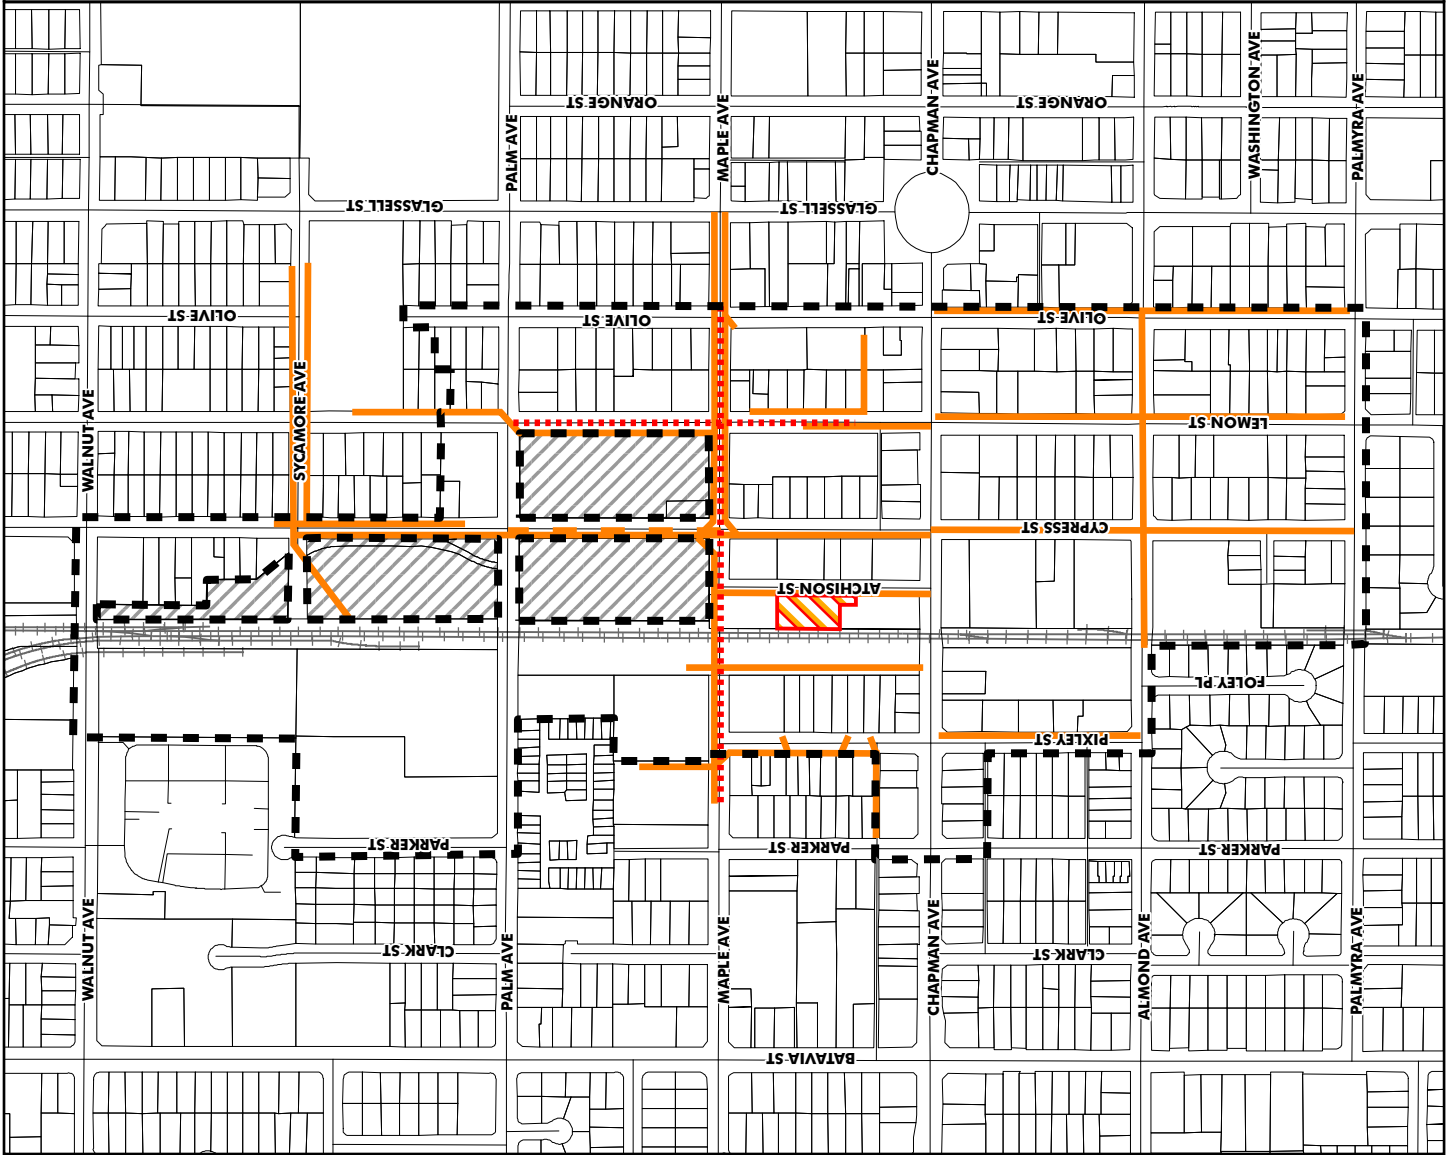 ORANGE ST
ORANGE ST
WASHINGTON AVE
PALMYRA AVE
CHAPMAN AVE
MAPLE AVE
PALM AVE
GLASSELL ST
GLASSELL ST
OLIVE ST
OLIVE ST
OLIVE ST
WALNUT AVE
SYCAMORE AVE
LEMON ST
CYPRESS ST
ATCHISON ST
FOLEY PL
PIXLEY ST
PARKER ST
PARKER ST
PARKER ST
WALNUT AVE
PALM AVE
MAPLE AVE
CHAPMAN AVE
ALMOND AVE
PALMYRA AVE
CLARK ST
CLARK ST
BATAVIA ST